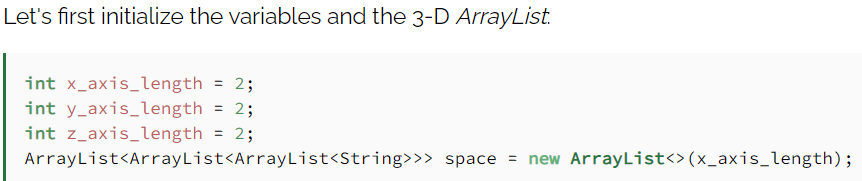 Let's first initialize the variables and the 3-D ArrayList:
int x_axis_length = 2;
int y_axis_length = 2;
int z_axis_length = 2;
ArrayList<ArrayList<ArrayList<String>>> space = new ArrayList<>(x_axis_length);